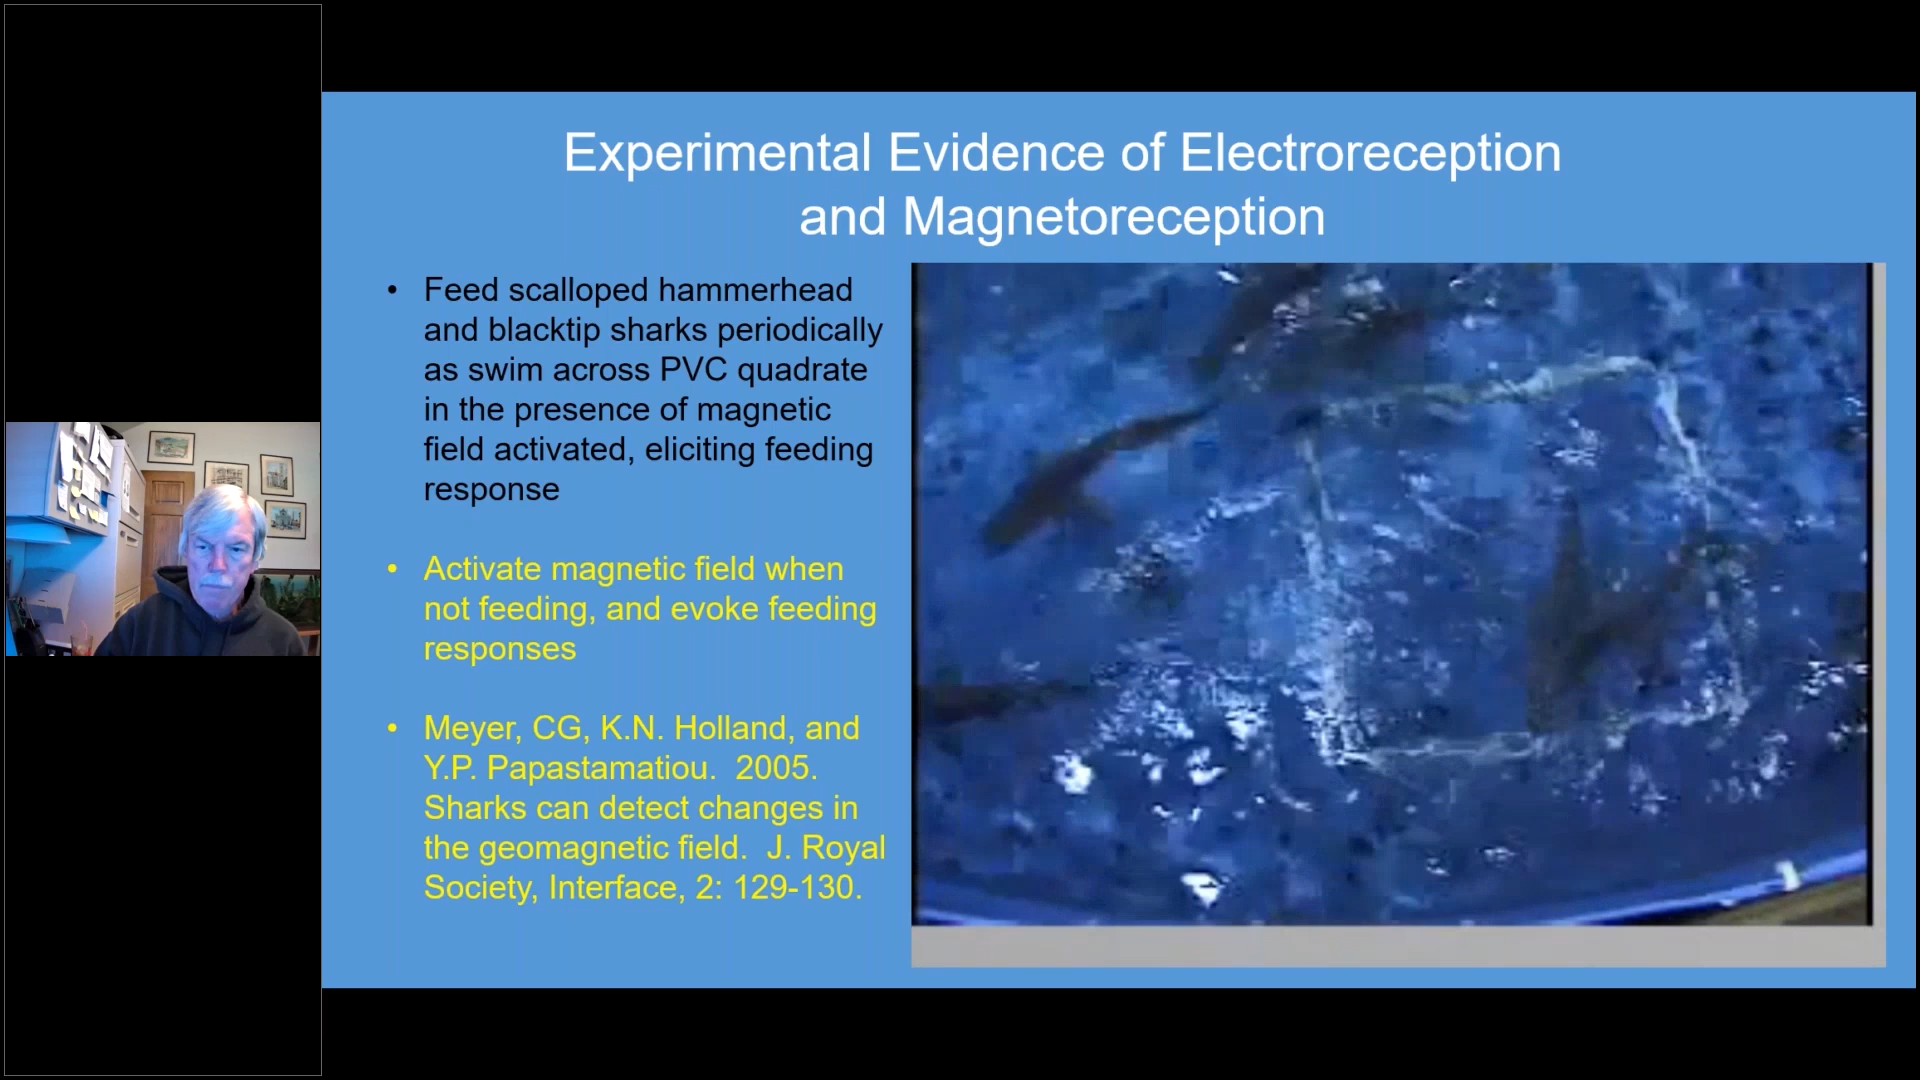 Experimental Evidence of Electroreception
and Magnetoreception
• Feed scalloped hammerhead
and blacktip sharks periodically
as swim across PVC quadrate
in the presence of magnetic
field activated, eliciting feeding
response
• Activate magnetic field when
not feeding, and evoke feeding
responses
• Meyer, CG, K.N. Holland, and
Y.P. Papastamatiou.  2005.
Sharks can detect changes in
the geomagnetic field.  J. Royal
Society, Interface, 2: 129-130.